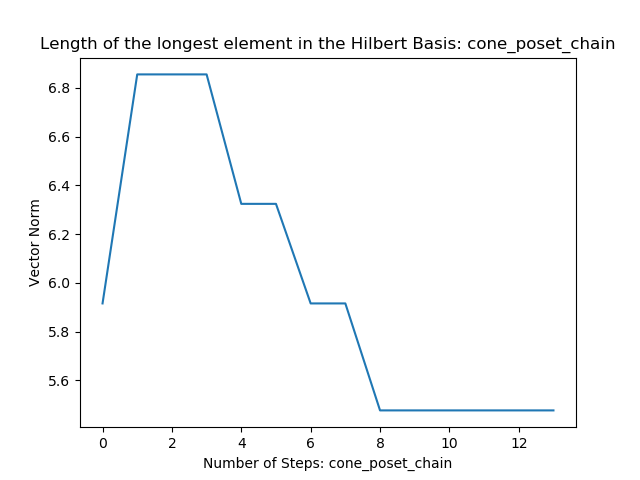 Length of the longest element in the Hilbert Basis: cone_poset_chain
6.8
6.6
6.4
6.2
6.0
5.8
5.6
Vector Norm
0 2 4 6 8 10 12
Number of Steps: cone_poset_chain